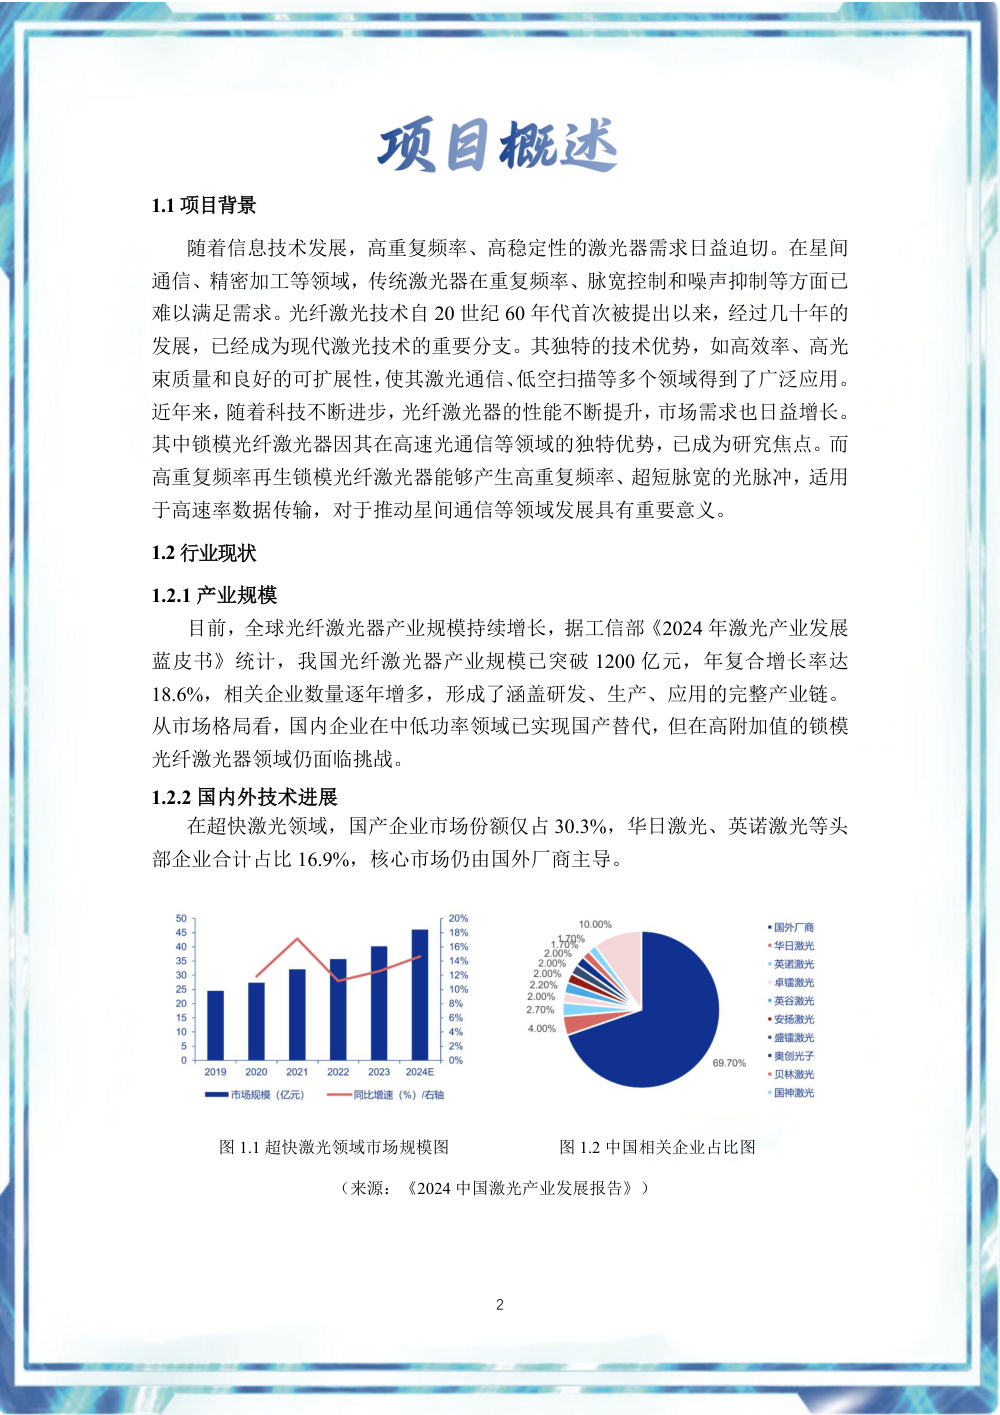 项目概述
1.1 项目背景
随着信息技术发展，高重复频率、高稳定性的激光器需求日益迫切。在星间
通信、精密加工等领域，传统激光器在重复频率、脉宽控制和噪声抑制等方面已
难以满足需求。光纤激光技术自 20 世纪 60 年代首次被提出以来，经过几十年的
发展，已经成为现代激光技术的重要分支。其独特的技术优势，如高效率、高光
束质量和良好的可扩展性，使其激光通信、低空扫描等多个领域得到了广泛应用。
近年来，随着科技不断进步，光纤激光器的性能不断提升，市场需求也日益增长。
其中锁模光纤激光器因其在高速光通信等领域的独特优势，已成为研究焦点。而
高重复频率再生锁模光纤激光器能够产生高重复频率、超短脉宽的光脉冲，适用
于高速率数据传输，对于推动星间通信等领域发展具有重要意义。
1.2 行业现状
1.2.1 产业规模
目前，全球光纤激光器产业规模持续增长，据工信部《2024 年激光产业发展
蓝皮书》统计，我国光纤激光器产业规模已突破 1200 亿元，年复合增长率达
18.6%，相关企业数量逐年增多，形成了涵盖研发、生产、应用的完整产业链。
从市场格局看，国内企业在中低功率领域已实现国产替代，但在高附加值的锁模
光纤激光器领域仍面临挑战。
1.2.2 国内外技术进展
在超快激光领域，国产企业市场份额仅占 30.3%，华日激光、英诺激光等头
部企业合计占比 16.9%，核心市场仍由国外厂商主导。
50
45
40
35
30
25
20
15
10
5
0
20%
18%
16%
14%
12%
10%
8%
6%
4%
2%
0%
2019 2020 2021 2022 2023 2024E
市场规模（亿元） 同比增速（%）/右轴
10.00%
1.70%
1.70%
2.00%
2.00%
2.00%
2.20%
2.00%
2.70%
4.00%
69.70%
国外厂商
华日激光
英诺激光
卓镭激光
英谷激光
安扬激光
盛镭激光
奥创光子
贝林激光
国神激光
图 1.1 超快激光领域市场规模图 图 1.2 中国相关企业占比图
（来源：《2024 中国激光产业发展报告》）
2